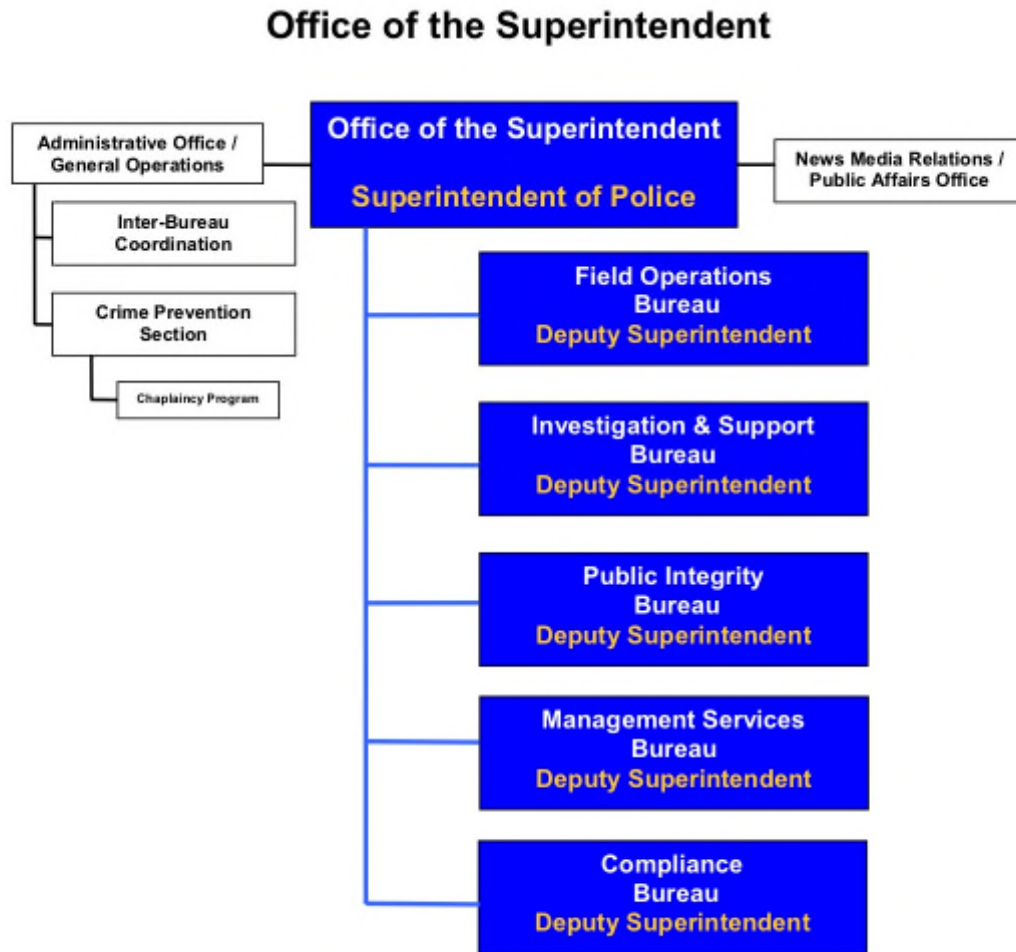 Office of the Superintendent
Administrative Office /
General Operations
Inter-Bureau
Coordination
Crime Prevention
Section
Chaplaincy Program
Office of the Superintendent
Superintendent of Police
News Media Relations /
Public Affairs Office
Field Operations
Bureau
Deputy Superintendent
Investigation & Support
Bureau
Deputy Superintendent
Public Integrity
Bureau
Deputy Superintendent
Management Services
Bureau
Deputy Superintendent
Compliance
Bureau
Deputy Superintendent